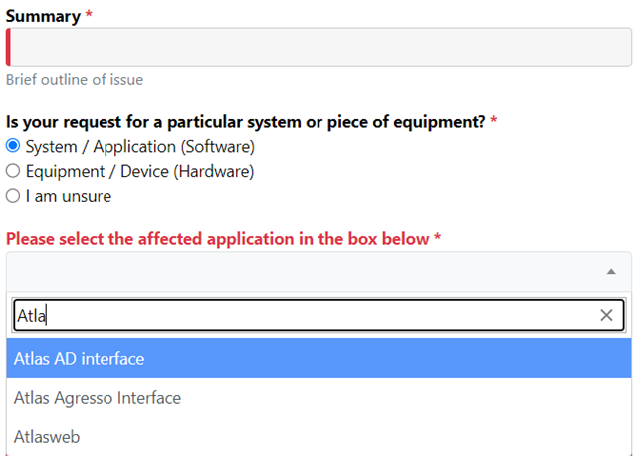 Summary *
Brief outline of issue
Is your request for a particular system or piece of equipment? *
System / Application (Software)
Equipment / Device (Hardware)
I am unsure
Please select the affected application in the box below *
Atla
Atlas AD interface
Atlas Agresso Interface
Atlasweb